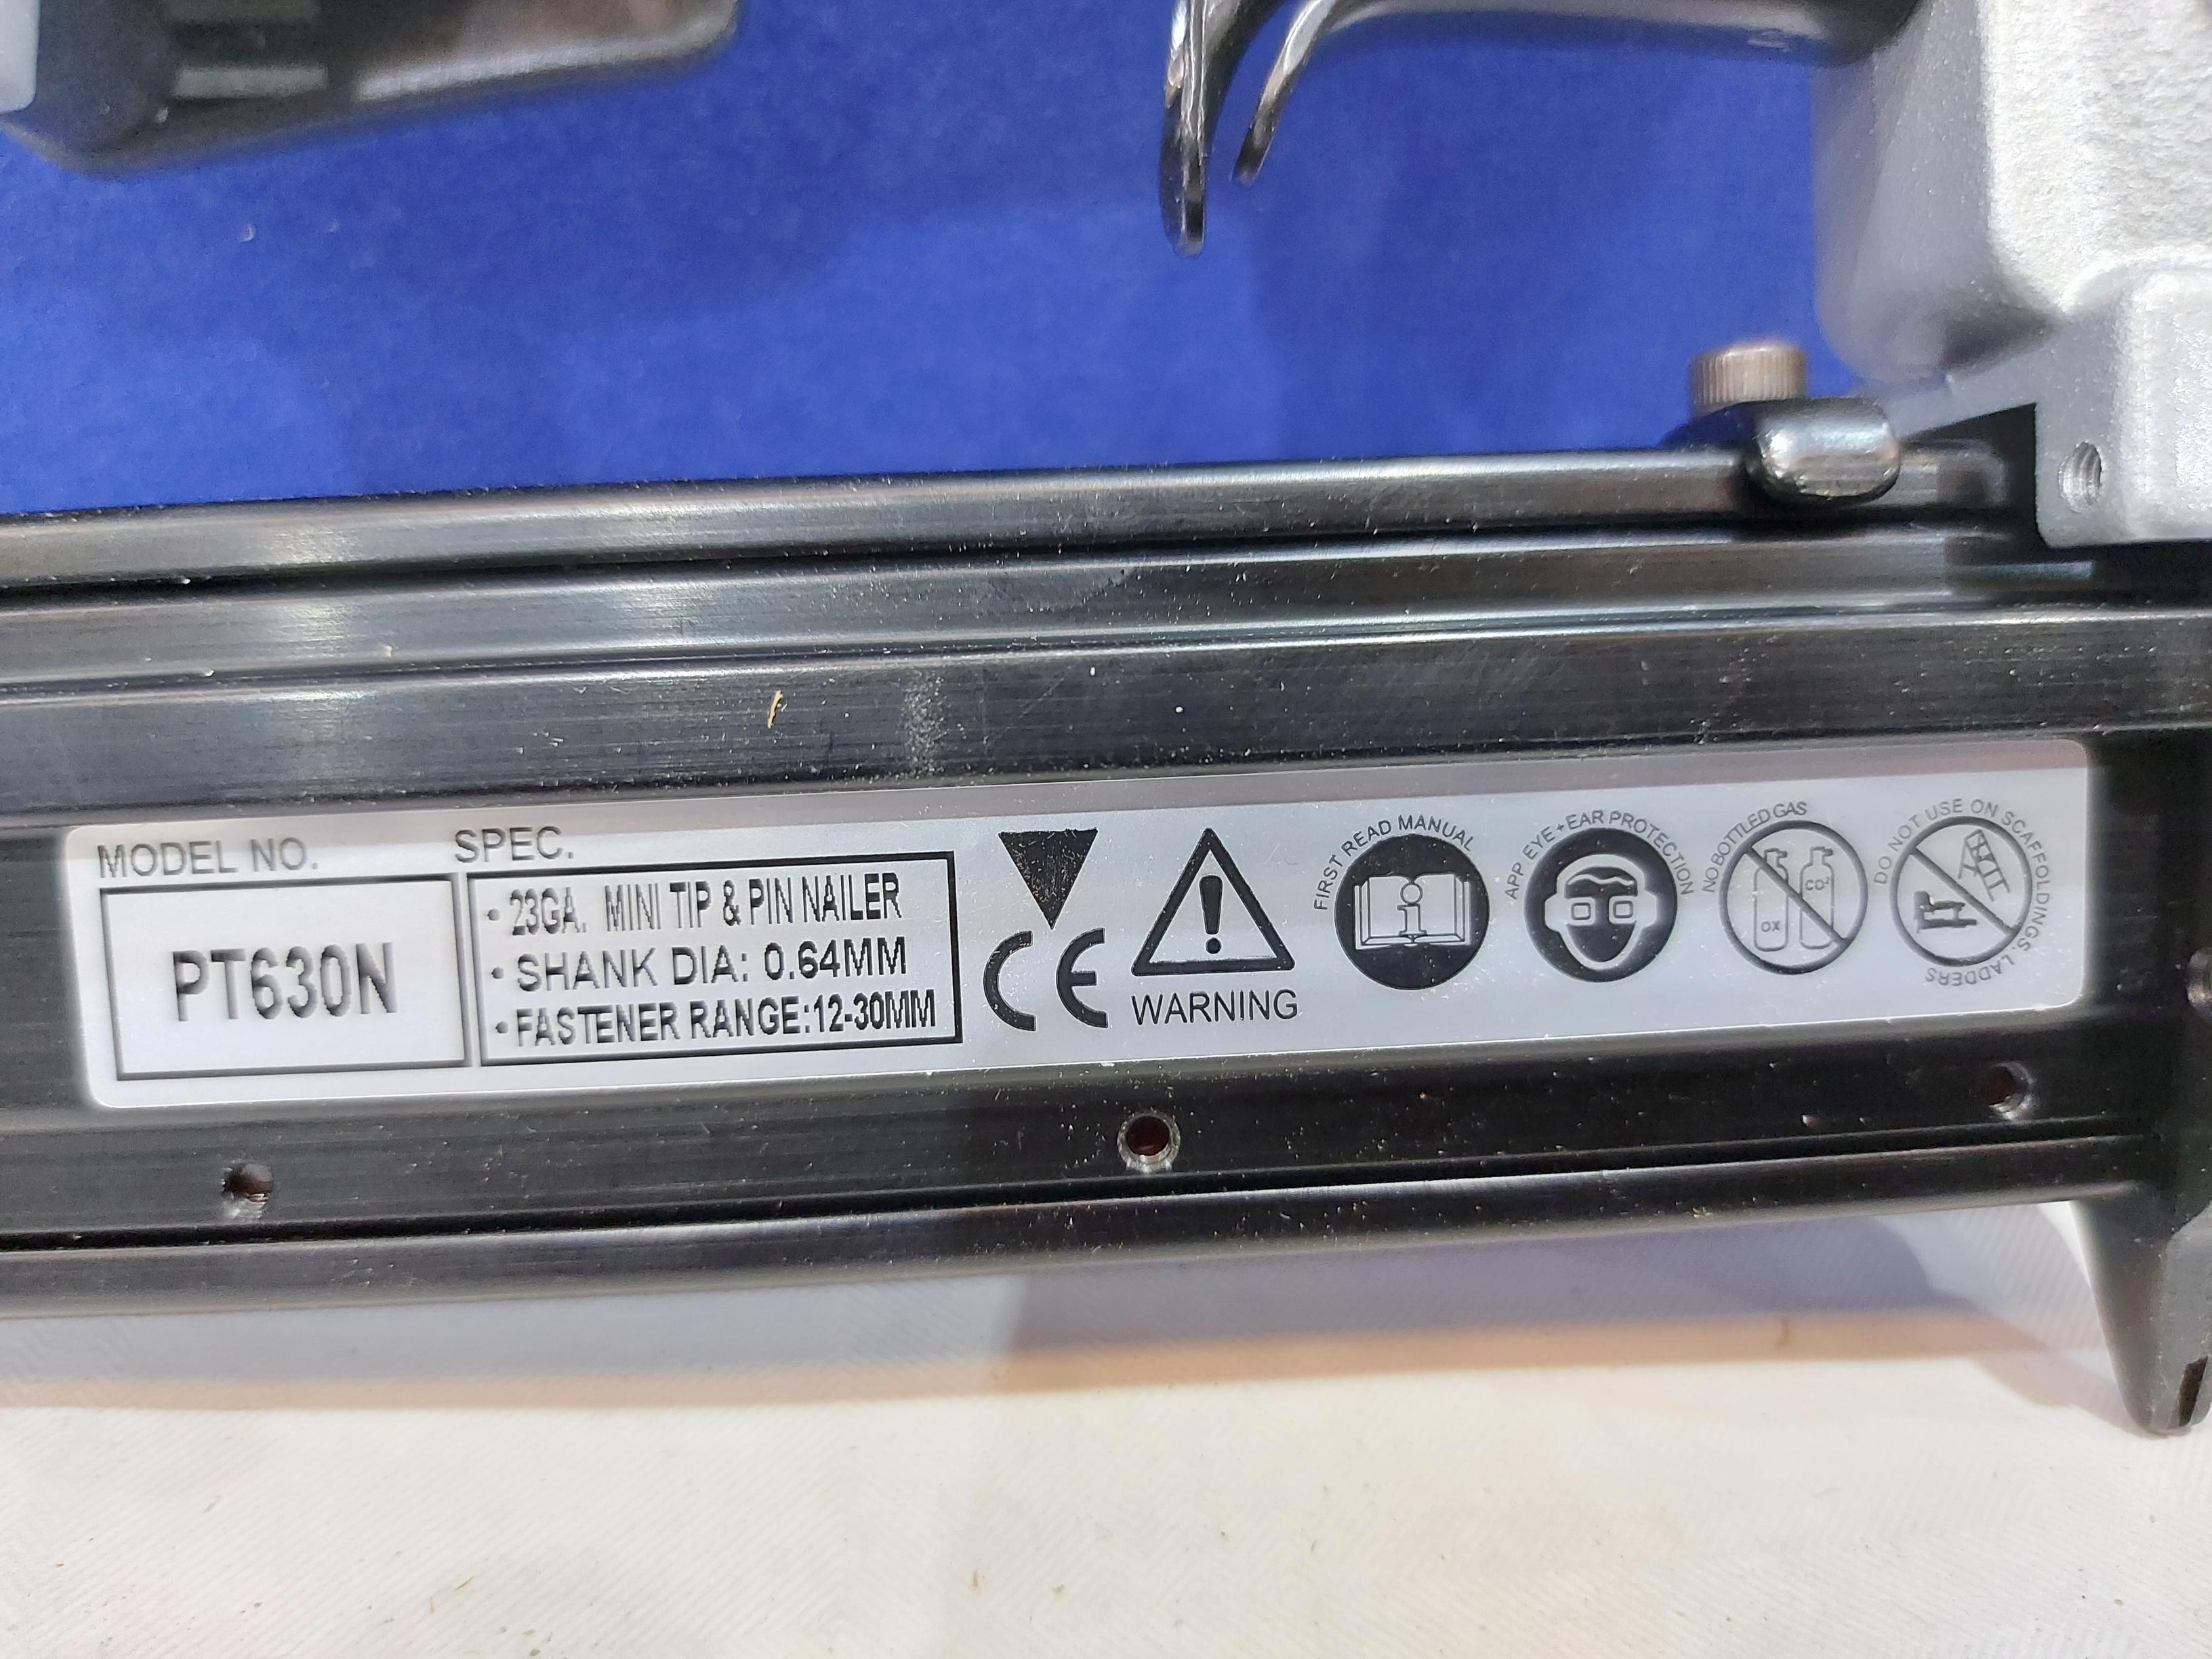 MODEL NO.
PT630N
SPEC.
• 23GA. MINI TIP & PIN NAILER
• SHANK DIA: 0.64MM
• FASTENER RANGE:12-30MM
CE
WARNING
FIRST READ MANUAL
i
APP EYE+EAR PROTECTION
NO BOTTLED GAS
OX
CO²
DO NOT USE ON SCAFFOLDINGS, LADDERS